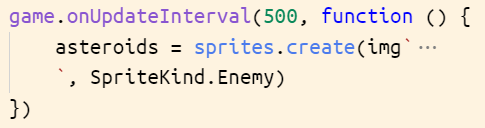 game.onUpdateInterval(500, function () {
    asteroids = sprites.create(img`···
    `, SpriteKind.Enemy)
})